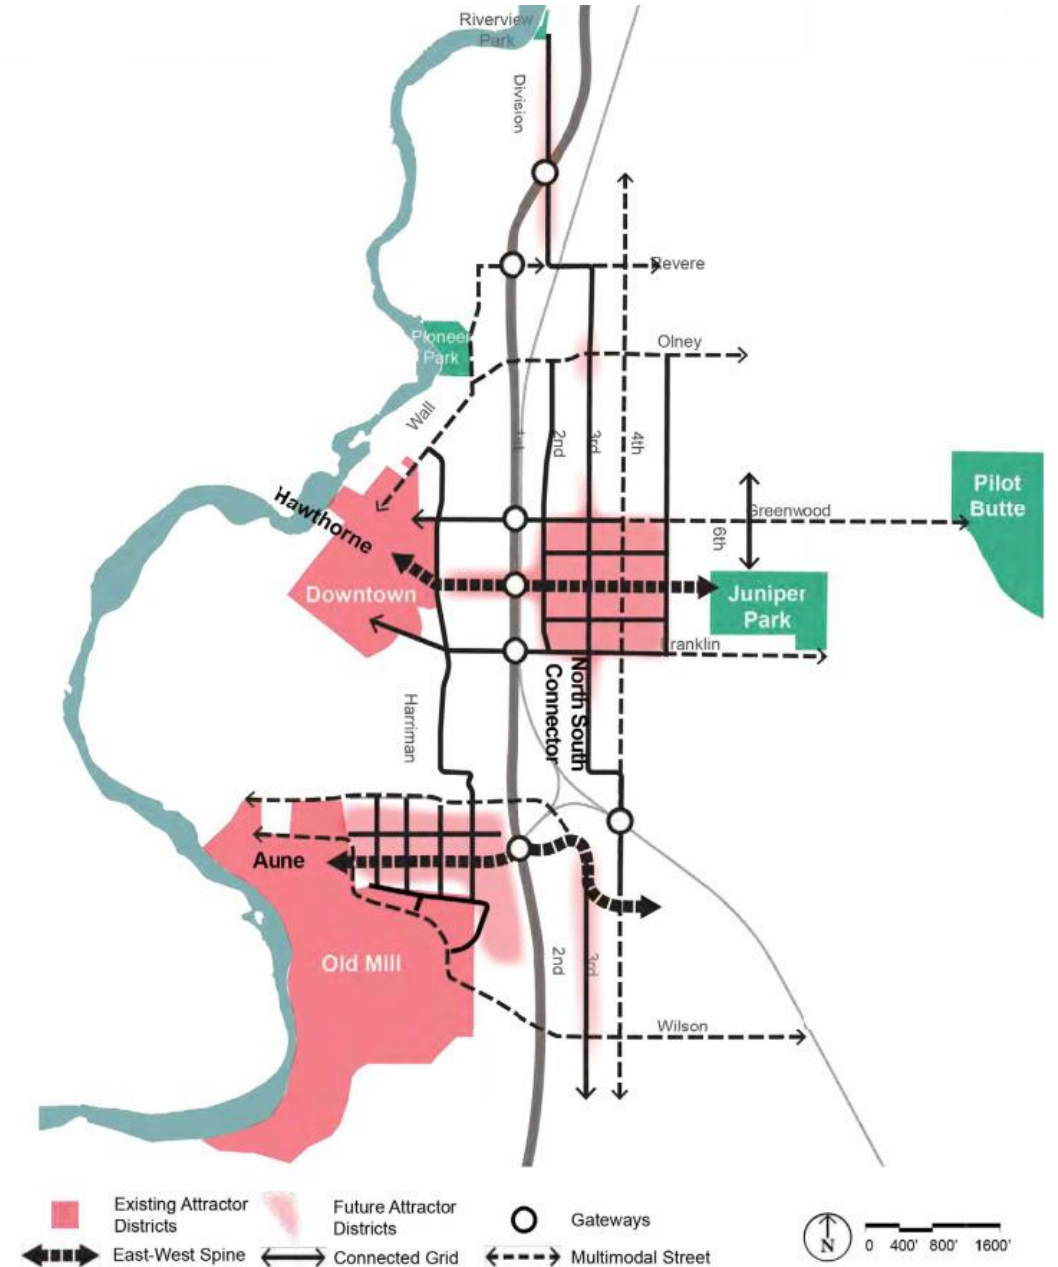 Riverview
Park
Division
Revere
Pioneer
Park
Olney
Wall
1st
2nd
3rd
4th
Pilot
Butte
Hawthorne
Greenwood
6th
Downtown
Juniper
Park
Franklin
North South
Connector
Harriman
Aune
Old Mill
2nd
3rd
Wilson
Existing Attractor
Districts
Future Attractor
Districts
Gateways
East-West Spine
Connected Grid
Multimodal Street
N
0 400' 800' 1600'